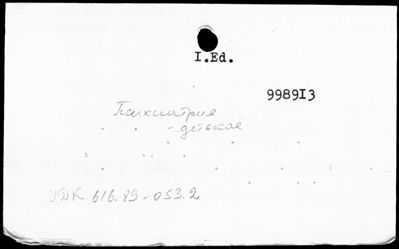 I.Ed.
9989I3
Психиатрия
- детская
УДК 616.89-053.2